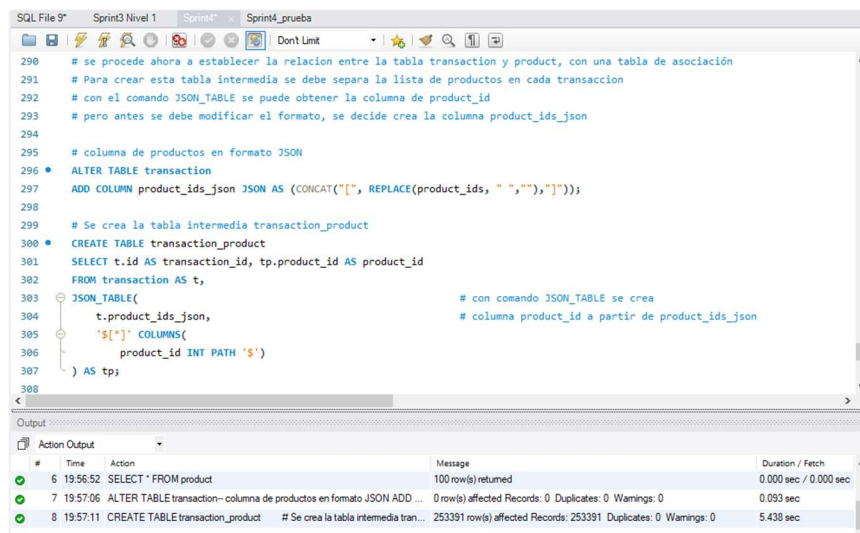 SQL File 9* Sprint3 Nivel 1 Sprint4* × Sprint4_prueba
Don't Limit
290 # se procede ahora a establecer la relacion entre la tabla transaction y product, con una tabla de asociación
291 # Para crear esta tabla intermedia se debe separa la lista de productos en cada transaccion
292 # con el comando JSON_TABLE se puede obtener la columna de product_id
293 # pero antes se debe modificar el formato, se decide crea la columna product_ids_json
294
295 # columna de productos en formato JSON
296 ALTER TABLE transaction
297 ADD COLUMN product_ids_json JSON AS (CONCAT("[", REPLACE(product_ids, " ",""),"]"));
298
299 # Se crea la tabla intermedia transaction_product
300 CREATE TABLE transaction_product
301 SELECT t.id AS transaction_id, tp.product_id AS product_id
302 FROM transaction AS t,
303 JSON_TABLE( # con comando JSON_TABLE se crea
304 t.product_ids_json, # columna product_id a partir de product_ids_json
305 '$[*]' COLUMNS(
306 product_id INT PATH '$')
307 ) AS tp;
308
Output
Action Output
# Time Action Message Duration / Fetch
6 19:56:52 SELECT * FROM product 100 row(s) returned 0.000 sec / 0.000 sec
7 19:57:06 ALTER TABLE transaction-- columna de productos en formato JSON ADD ... 0 row(s) affected Records: 0 Duplicates: 0 Warnings: 0 0.093 sec
8 19:57:11 CREATE TABLE transaction_product # Se crea la tabla intermedia tran... 253391 row(s) affected Records: 253391 Duplicates: 0 Warnings: 0 5.438 sec